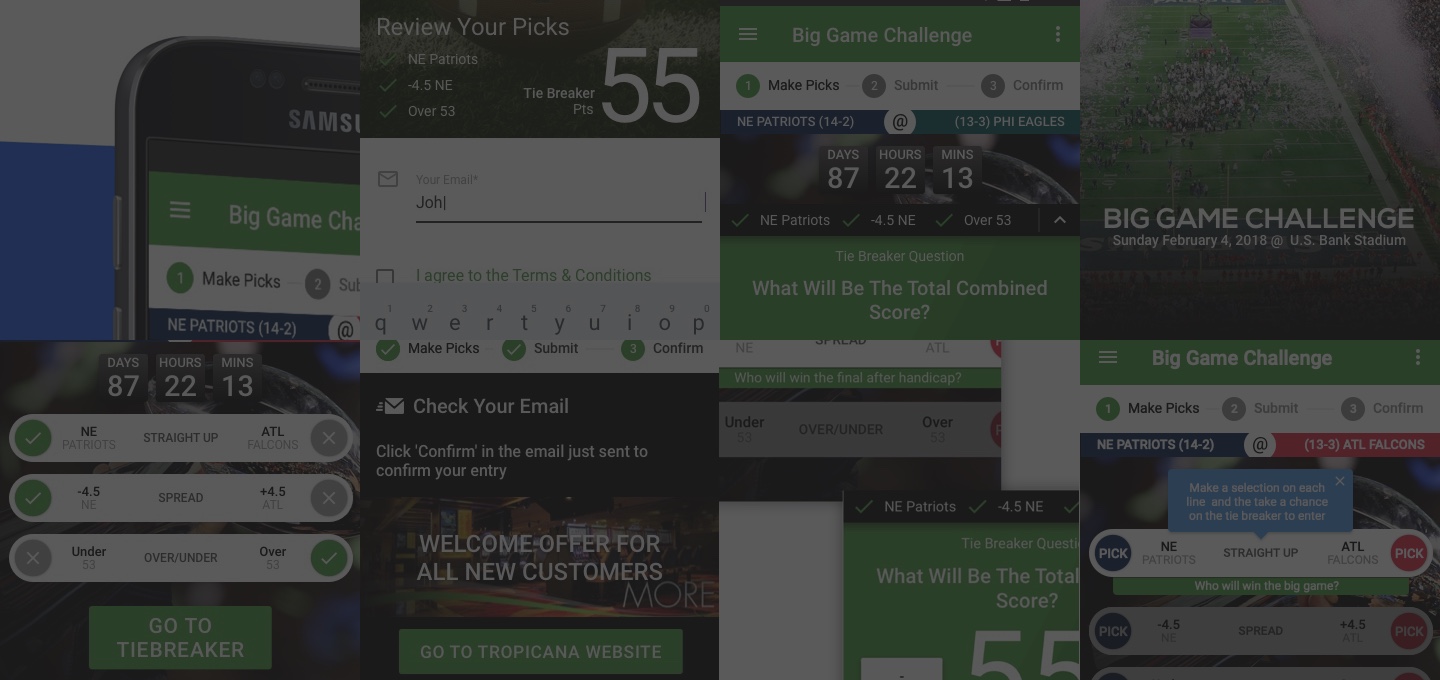 SAMSU
Big Game Cha
1 Make Picks 2 Sub
NE PATRIOTS (14-2) @
Review Your Picks
NE Patriots
-4.5 NE
Over 53
Tie Breaker
Pts
55
Your Email*
Joh
I agree to the Terms & Conditions
1 2 3 4 5 6 7 8 9 0
q w e r t y u i o p
Big Game Challenge
1 Make Picks 2 Submit 3 Confirm
NE PATRIOTS (14-2) @ (13-3) PHI EAGLES
DAYS HOURS MINS
87 22 13
NE Patriots -4.5 NE Over 53
Tie Breaker Question
What Will Be The Total Combined
Score?
BIG GAME CHALLENGE
Sunday February 4, 2018 @ U.S. Bank Stadium
DAYS HOURS MINS
87 22 13
NE STRAIGHT UP ATL
PATRIOTS FALCONS
-4.5 SPREAD +4.5
NE ATL
Under OVER/UNDER Over
53 53
GO TO
TIEBREAKER
Make Picks Submit 3 Confirm
Check Your Email
Click 'Confirm' in the email just sent to
confirm your entry
WELCOME OFFER FOR
ALL NEW CUSTOMERS
MORE
GO TO TROPICANA WEBSITE
NE SPREAD ATL
Who will win the final after handicap?
Under OVER/UNDER Over
53 53
NE Patriots -4.5 NE
Tie Breaker Questi
What Will Be The Total
Score?
55
-
Big Game Challenge
1 Make Picks 2 Submit 3 Confirm
NE PATRIOTS (14-2) @ (13-3) ATL FALCONS
Make a selection on each
line and the take a chance
on the tie breaker to enter
PICK NE STRAIGHT UP ATL PICK
PATRIOTS FALCONS
Who will win the big game?
PICK -4.5 SPREAD +4.5 PICK
NE ATL